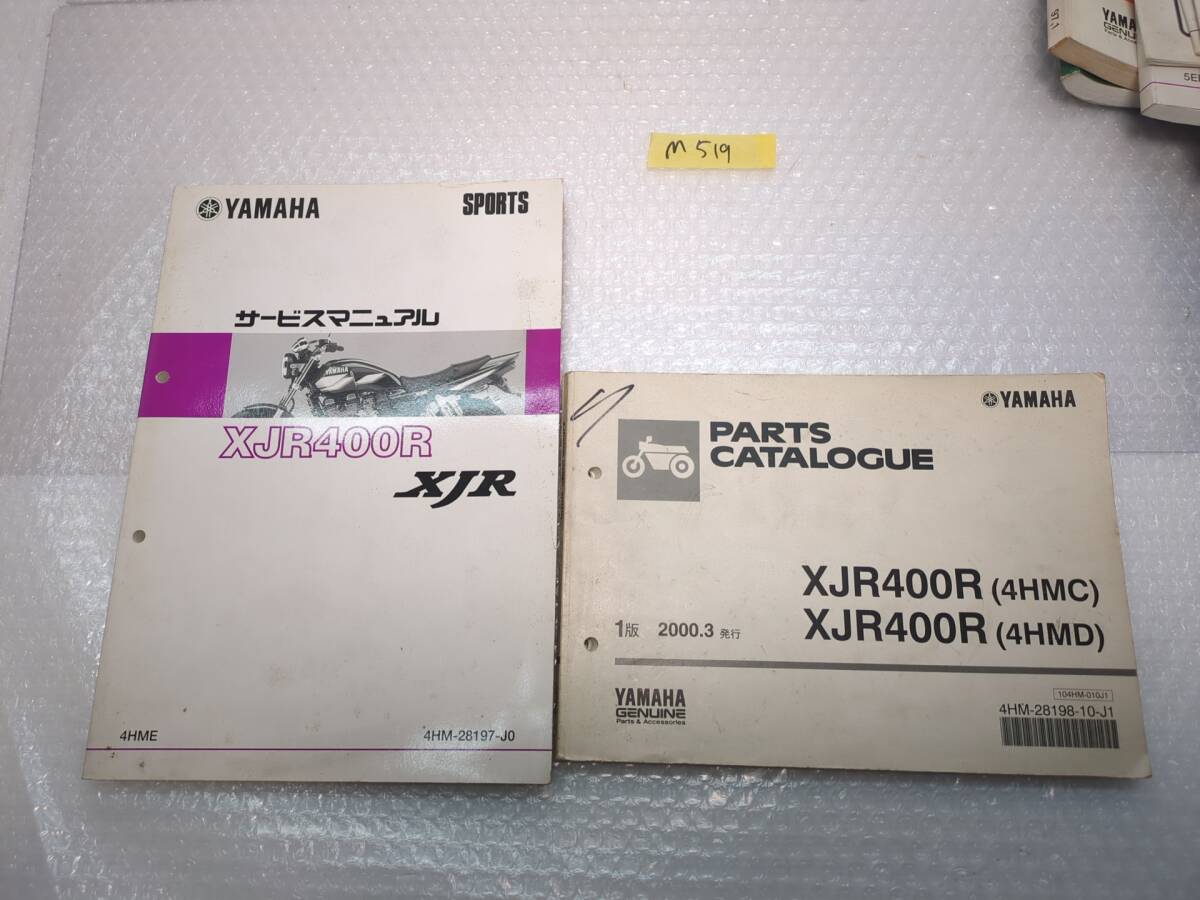 M519
YAMAHA
SPORTS
サービスマニュアル
YAMAHA
XJR400R
XJR
4HME
4HM-28197-J0
YAMAHA
PARTS
CATALOGUE
XJR400R (4HMC)
XJR400R (4HMD)
1版 2000.3 発行
YAMAHA
GENUINE
Parts & Accessories
104HM-010J1
4HM-28198-10-J1